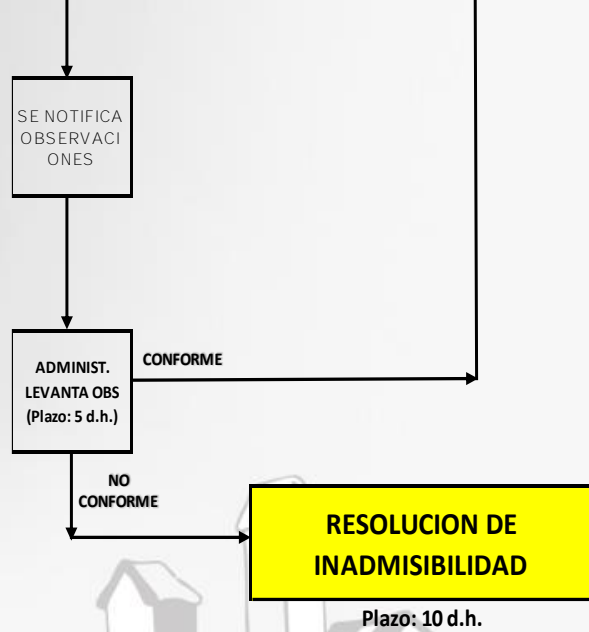 SE NOTIFICA
OBSERVACI
ONES
ADMINIST.
LEVANTA OBS
(Plazo: 5 d.h.)
CONFORME
NO
CONFORME
RESOLUCION DE
INADMISIBILIDAD
Plazo: 10 d.h.